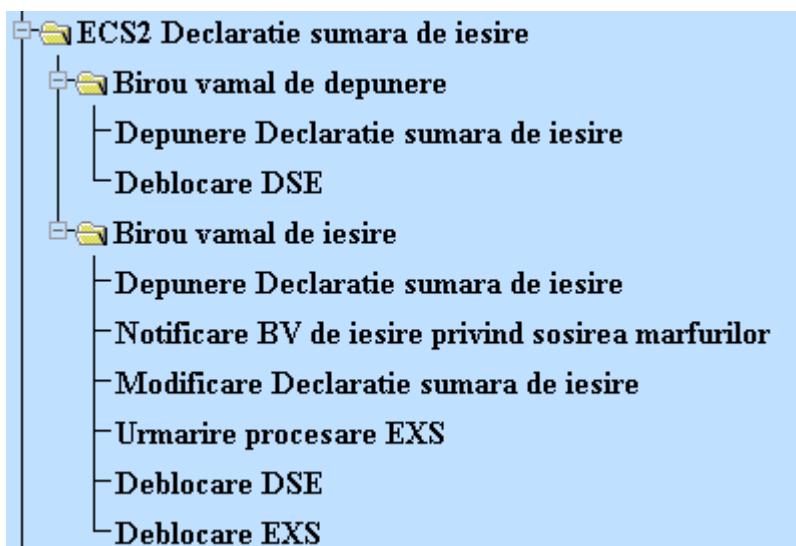 ECS2 Declaratie sumara de iesire
Birou vamal de depunere
Depunere Declaratie sumara de iesire
Deblocare DSE
Birou vamal de iesire
Depunere Declaratie sumara de iesire
Notificare BV de iesire privind sosirea marfurilor
Modificare Declaratie sumara de iesire
Urmarire procesare EXS
Deblocare DSE
Deblocare EXS